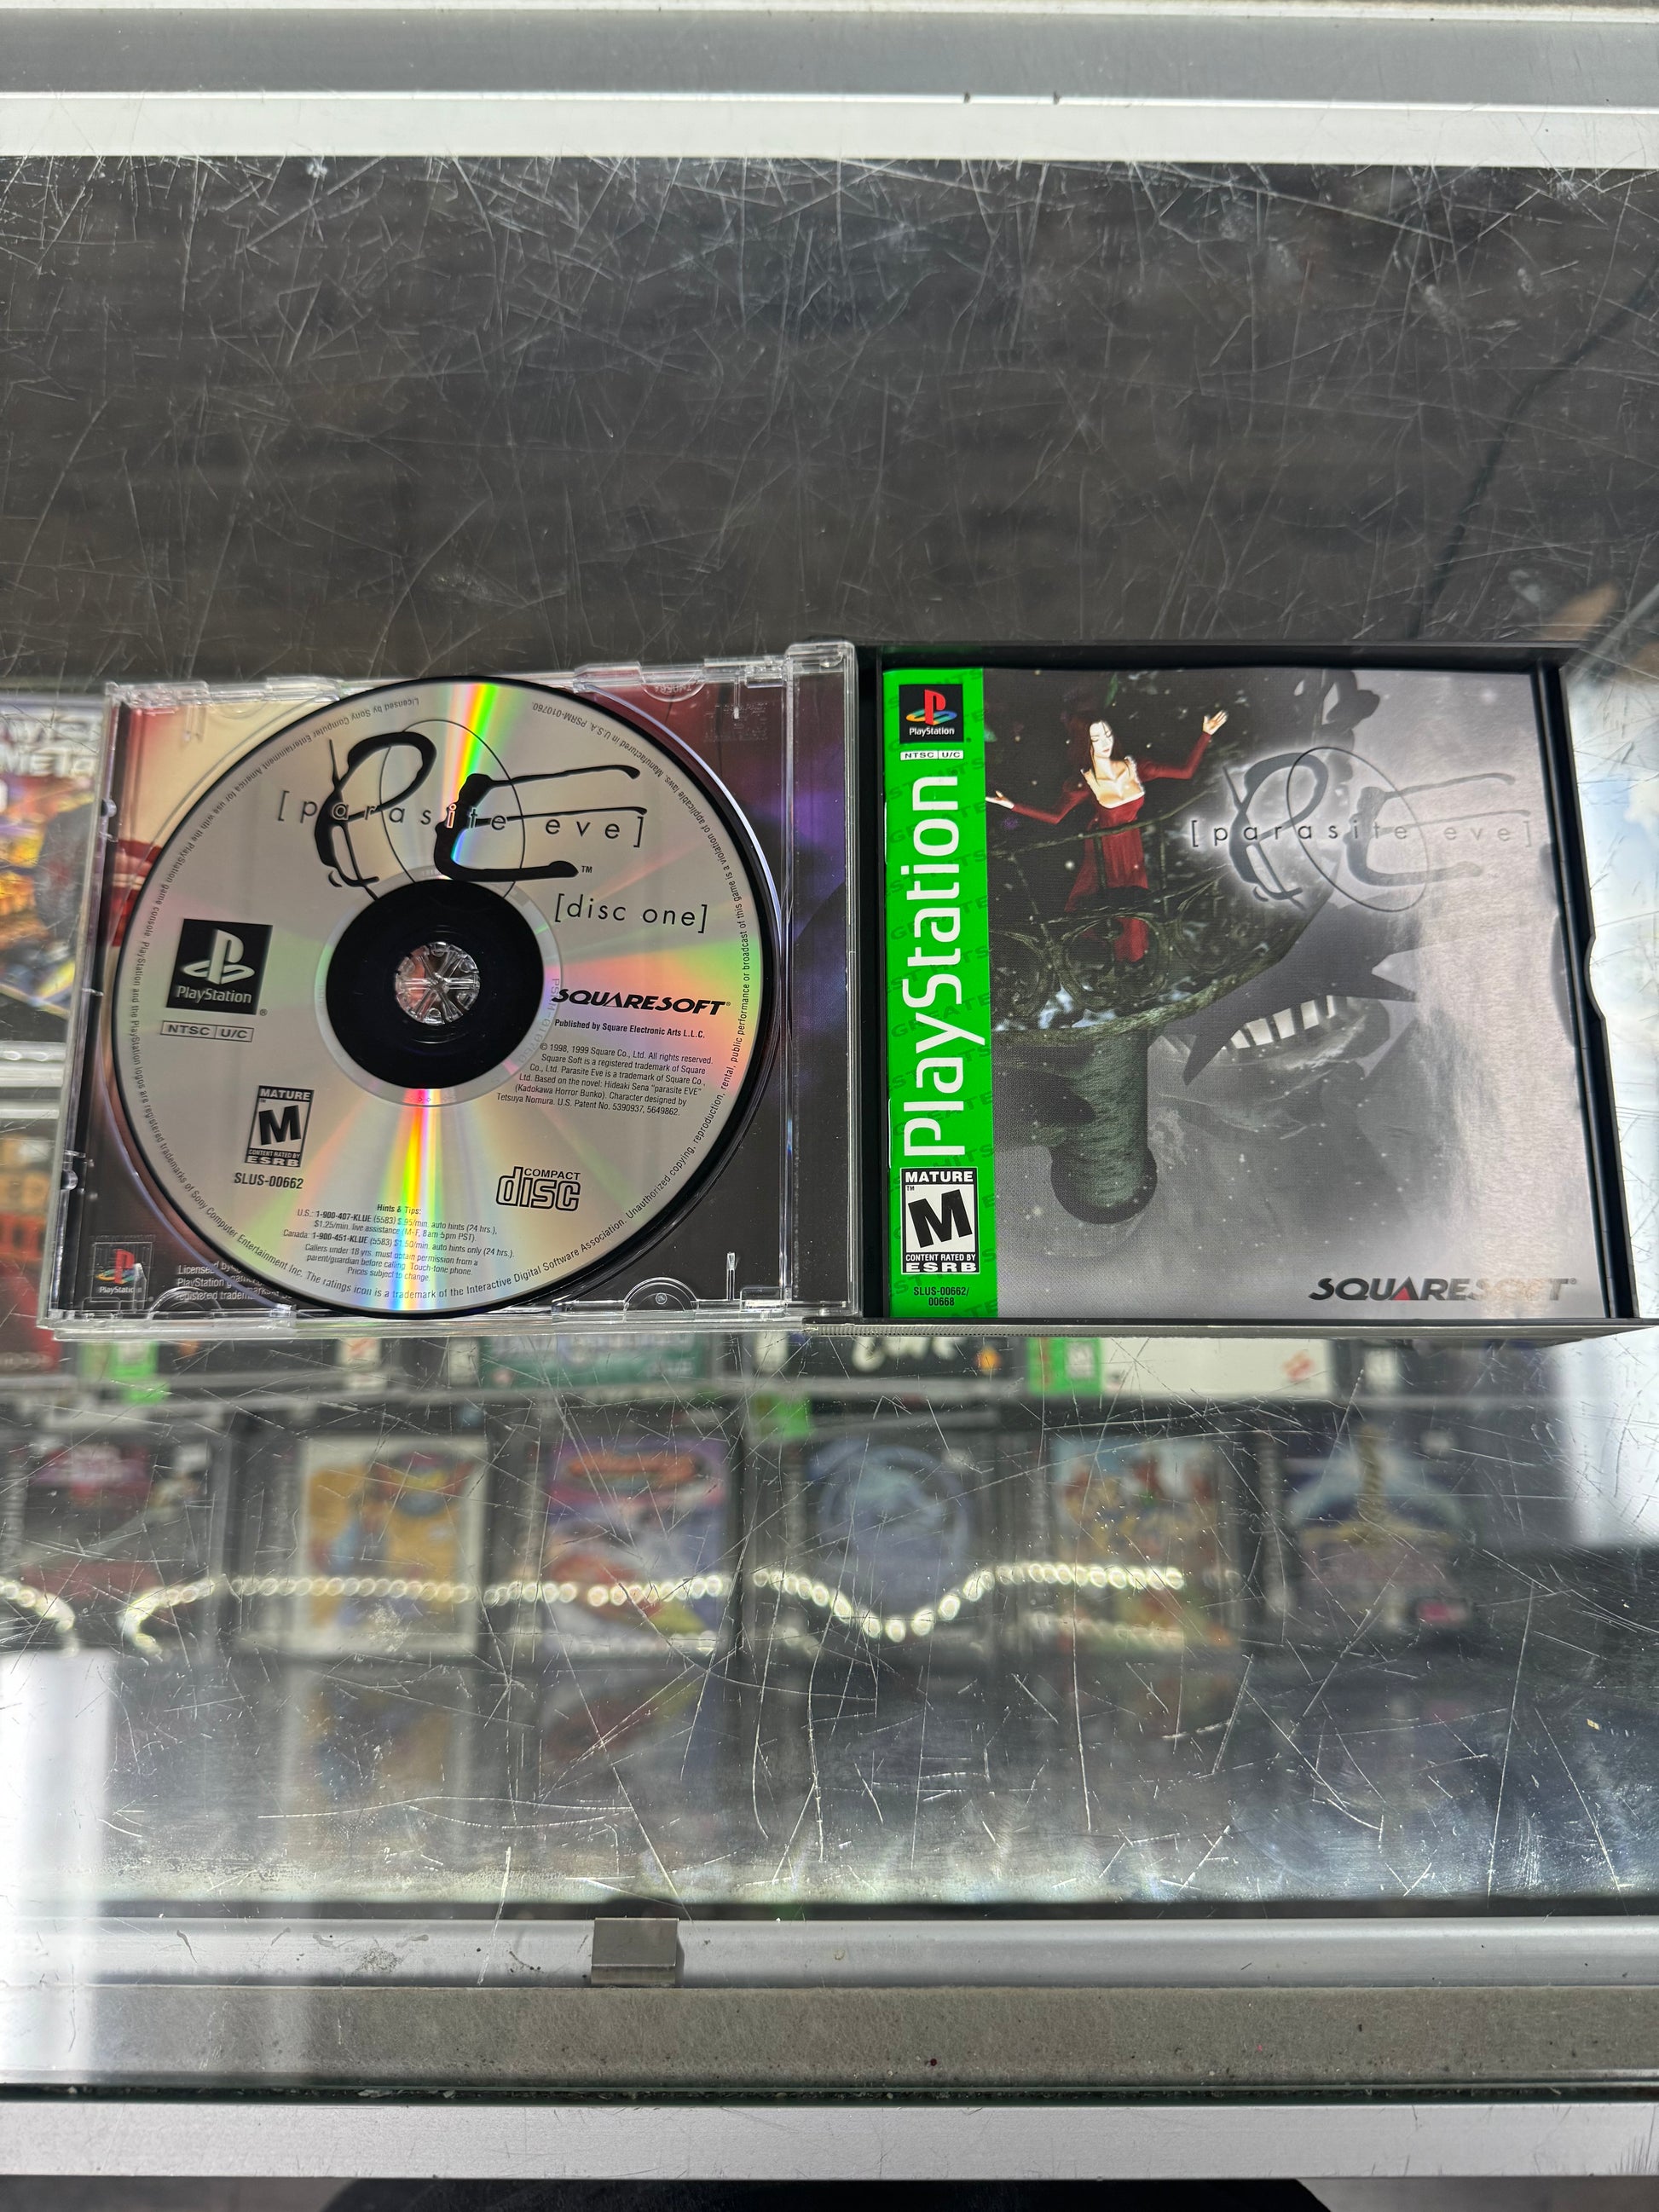 Licensed by Sony Computer Entertainment America for use with the PlayStation game console. PlayStation and the PlayStation logos are registered trademarks of Sony Computer Entertainment Inc. The ratings icon is a trademark of the Interactive Digital Software Association. Unauthorized copying, reproduction, rental, public performance or broadcast of this game is a violation of applicable laws. Manufactured in U.S.A. PSRM-010760.
PE
[parasite eve]
™
[disc one]
PlayStation
®
NTSC U/C
SQUARESOFT®
Published by Square Electronic Arts L.L.C.
© 1998, 1999 Square Co., Ltd. All rights reserved.
Square Soft is a registered trademark of Square
Co., Ltd. Parasite Eve is a trademark of Square Co.,
Ltd. Based on the novel: Hideaki Sena "parasite EVE"
(Kadokawa Horror Bunko). Character designed by
Tetsuya Nomura. U.S. Patent No. 5390937, 5649862.
MATURE
M
CONTENT RATED BY
ESRB
SLUS-00662
COMPACT
disc
Hints & Tips:
U.S.: 1-900-407-KLUE (5583) $.95/min. auto hints (24 hrs.),
$1.25/min. live assistance (M-F, 8am-5pm PST).
Canada: 1-900-451-KLUE (5583) $1.50/min. auto hints only (24 hrs.).
Callers under 18 yrs. must obtain permission from a
parent/guardian before calling. Touch-tone phone.
Prices subject to change.
PlayStation
Licensed by
PlayStation
registered
PlayStation
NTSC U/C
PlayStation
GREATEST HITS
MATURE
™
M
CONTENT RATED BY
ESRB
SLUS-00662/
00668
PE
[parasite eve]
SQUARESOFT®